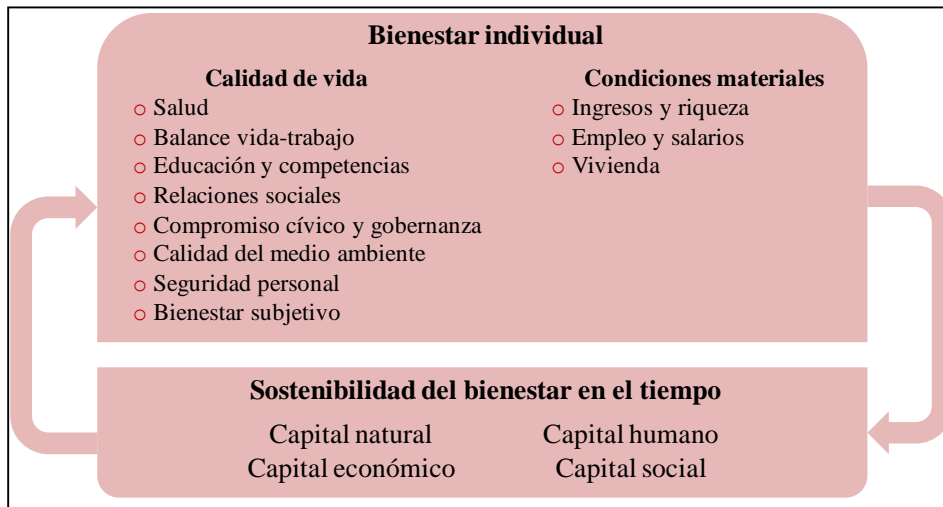 Bienestar individual
Calidad de vida
Salud
Balance vida-trabajo
Educación y competencias
Relaciones sociales
Compromiso cívico y gobernanza
Calidad del medio ambiente
Seguridad personal
Bienestar subjetivo
Condiciones materiales
Ingresos y riqueza
Empleo y salarios
Vivienda
Sostenibilidad del bienestar en el tiempo
Capital natural
Capital humano
Capital económico
Capital social